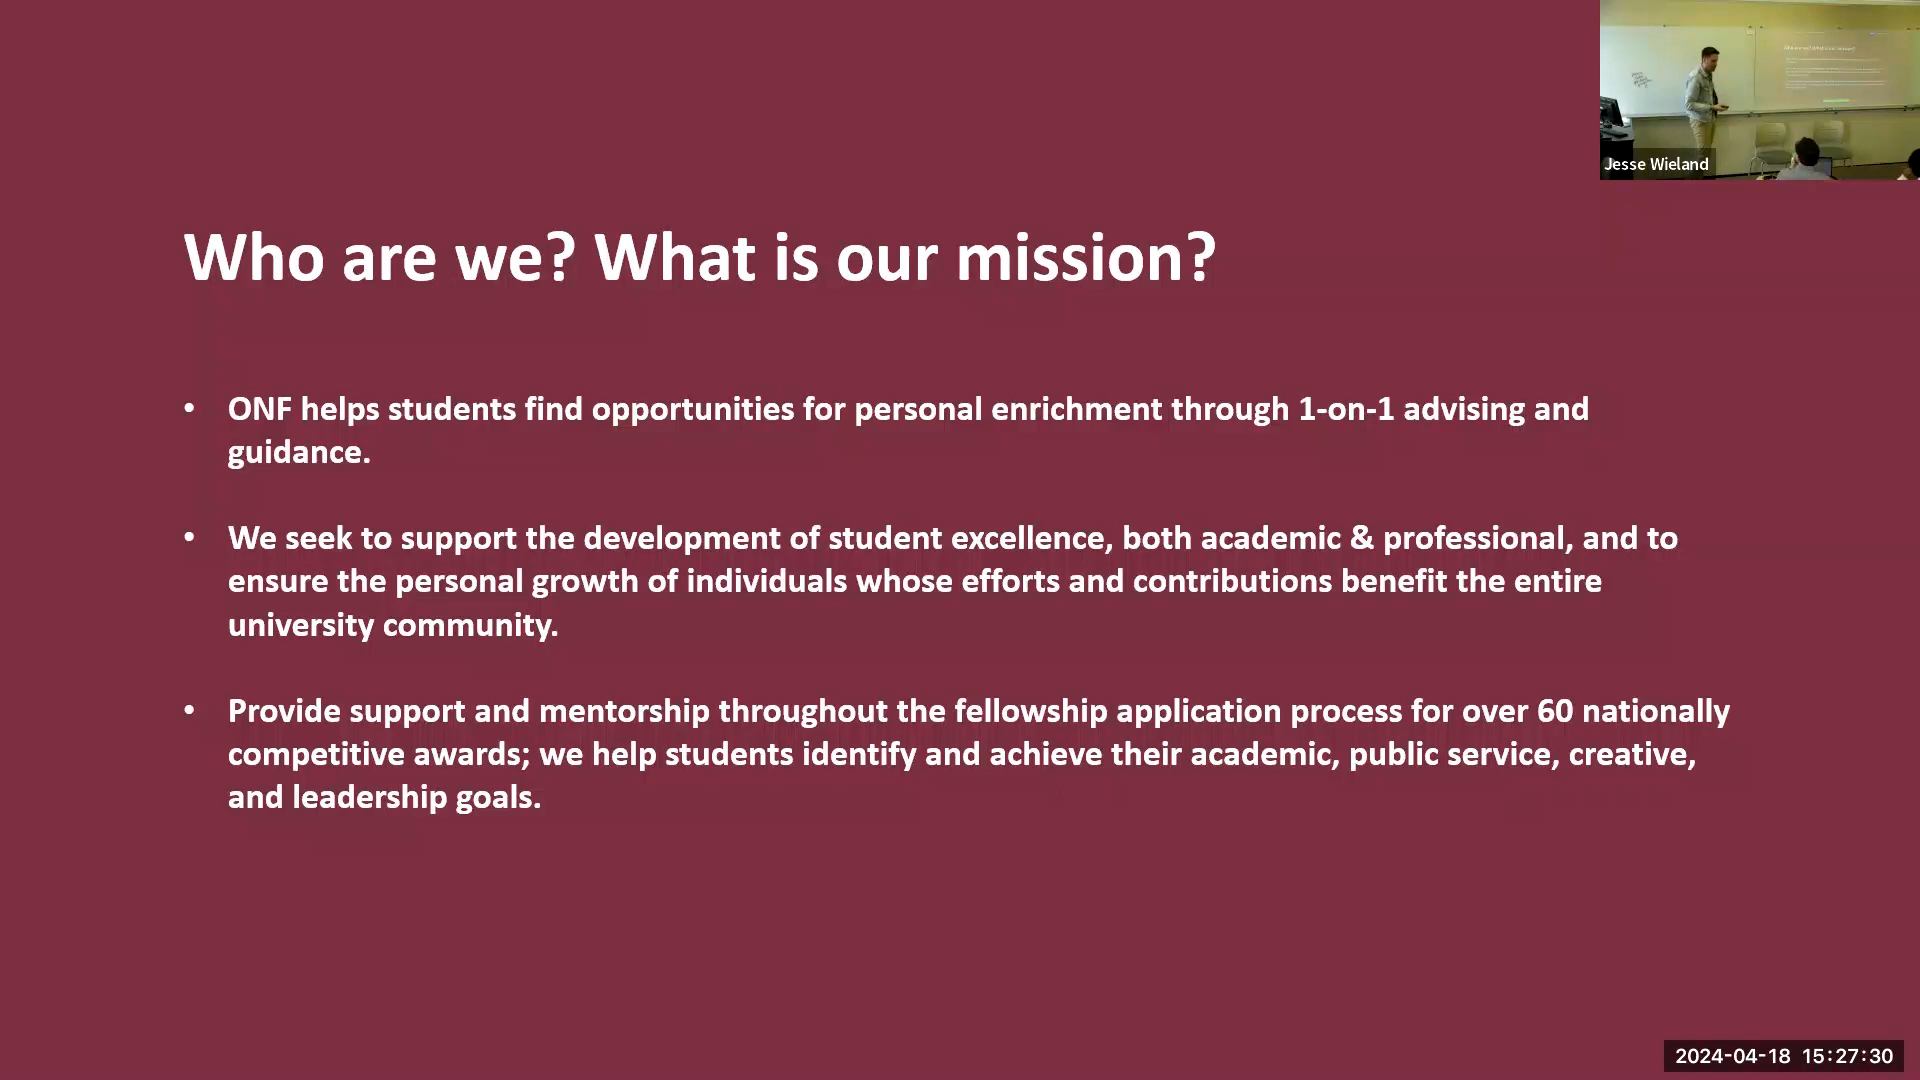 Jesse Wieland
Who are we? What is our mission?
• ONF helps students find opportunities for personal enrichment through 1-on-1 advising and
guidance.
• We seek to support the development of student excellence, both academic & professional, and to
ensure the personal growth of individuals whose efforts and contributions benefit the entire
university community.
• Provide support and mentorship throughout the fellowship application process for over 60 nationally
competitive awards; we help students identify and achieve their academic, public service, creative,
and leadership goals.
2024-04-18 15:27:30